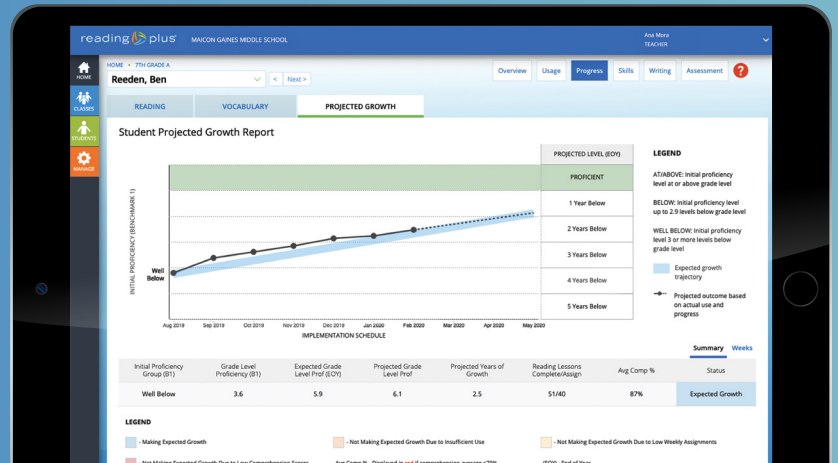 reading plus MAICON GAINES MIDDLE SCHOOL
Ana Mora
TEACHER
HOME
CLASSES
STUDENTS
MANAGE
HOME • 7TH GRADE A
Reeden, Ben
< Next >
Overview Usage Progress Skills Writing Assessment ?
READING VOCABULARY PROJECTED GROWTH
Student Projected Growth Report
PROJECTED LEVEL (EOY)
PROFICIENT
1 Year Below
2 Years Below
3 Years Below
4 Years Below
5 Years Below
INITIAL PROFICIENCY (BENCHMARK 1)
Well
Below
Aug 2019 Sep 2019 Oct 2019 Nov 2019 Dec 2019 Jan 2020 Feb 2020 Mar 2020 Apr 2020 May 2020
IMPLEMENTATION SCHEDULE
LEGEND
AT/ABOVE: Initial proficiency
level at or above grade level
BELOW: Initial proficiency level
up to 2.9 levels below grade level
WELL BELOW: Initial proficiency
level 3 or more levels below
grade level
Expected growth
trajectory
Projected outcome based
on actual use and
progress
Summary Weeks
Initial Proficiency
Group (B1)
Grade Level
Proficiency (B1)
Expected Grade
Level Prof (EOY)
Projected Grade
Level Prof
Projected Years of
Growth
Reading Lessons
Complete/Assign
Avg Comp %
Status
Well Below 3.6 5.9 6.1 2.5 51/40 87% Expected Growth
LEGEND
- Making Expected Growth
- Not Making Expected Growth Due to Insufficient Use
- Not Making Expected Growth Due to Low Weekly Assignments